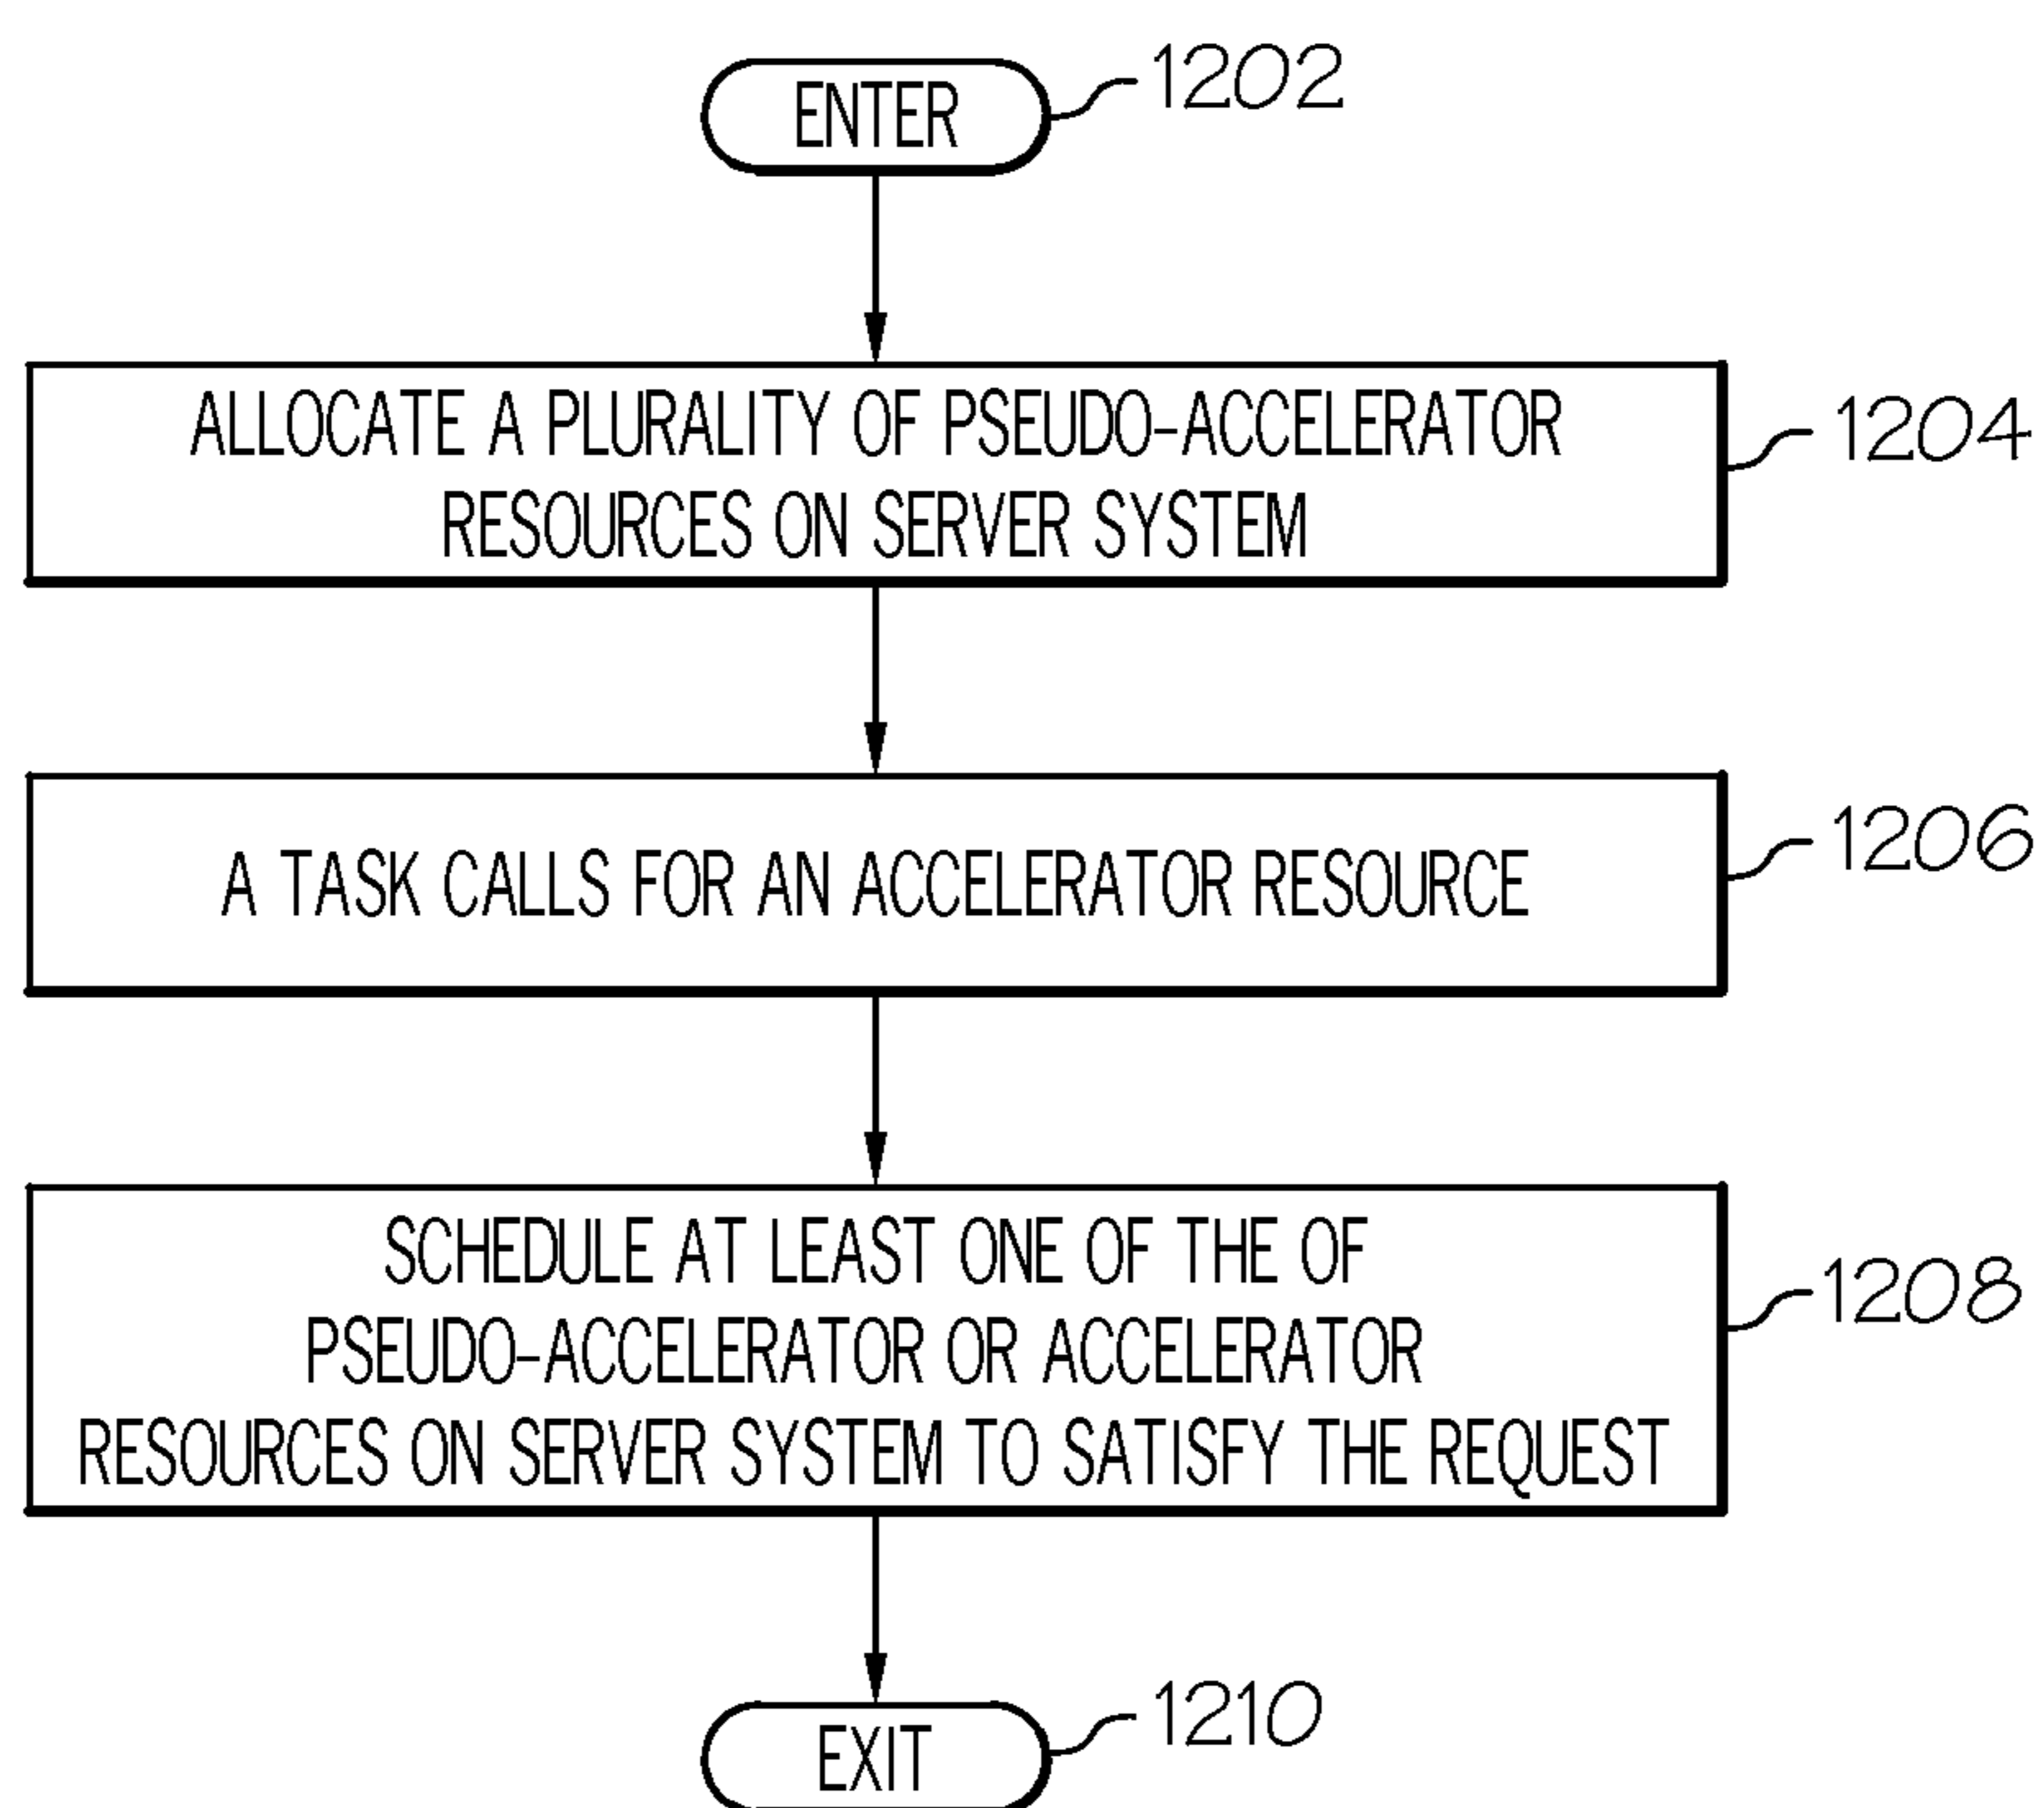 ENTER
1202
ALLOCATE A PLURALITY OF PSEUDO-ACCELERATOR
RESOURCES ON SERVER SYSTEM
1204
A TASK CALLS FOR AN ACCELERATOR RESOURCE
1206
SCHEDULE AT LEAST ONE OF THE OF
PSEUDO-ACCELERATOR OR ACCELERATOR
RESOURCES ON SERVER SYSTEM TO SATISFY THE REQUEST
1208
EXIT
1210